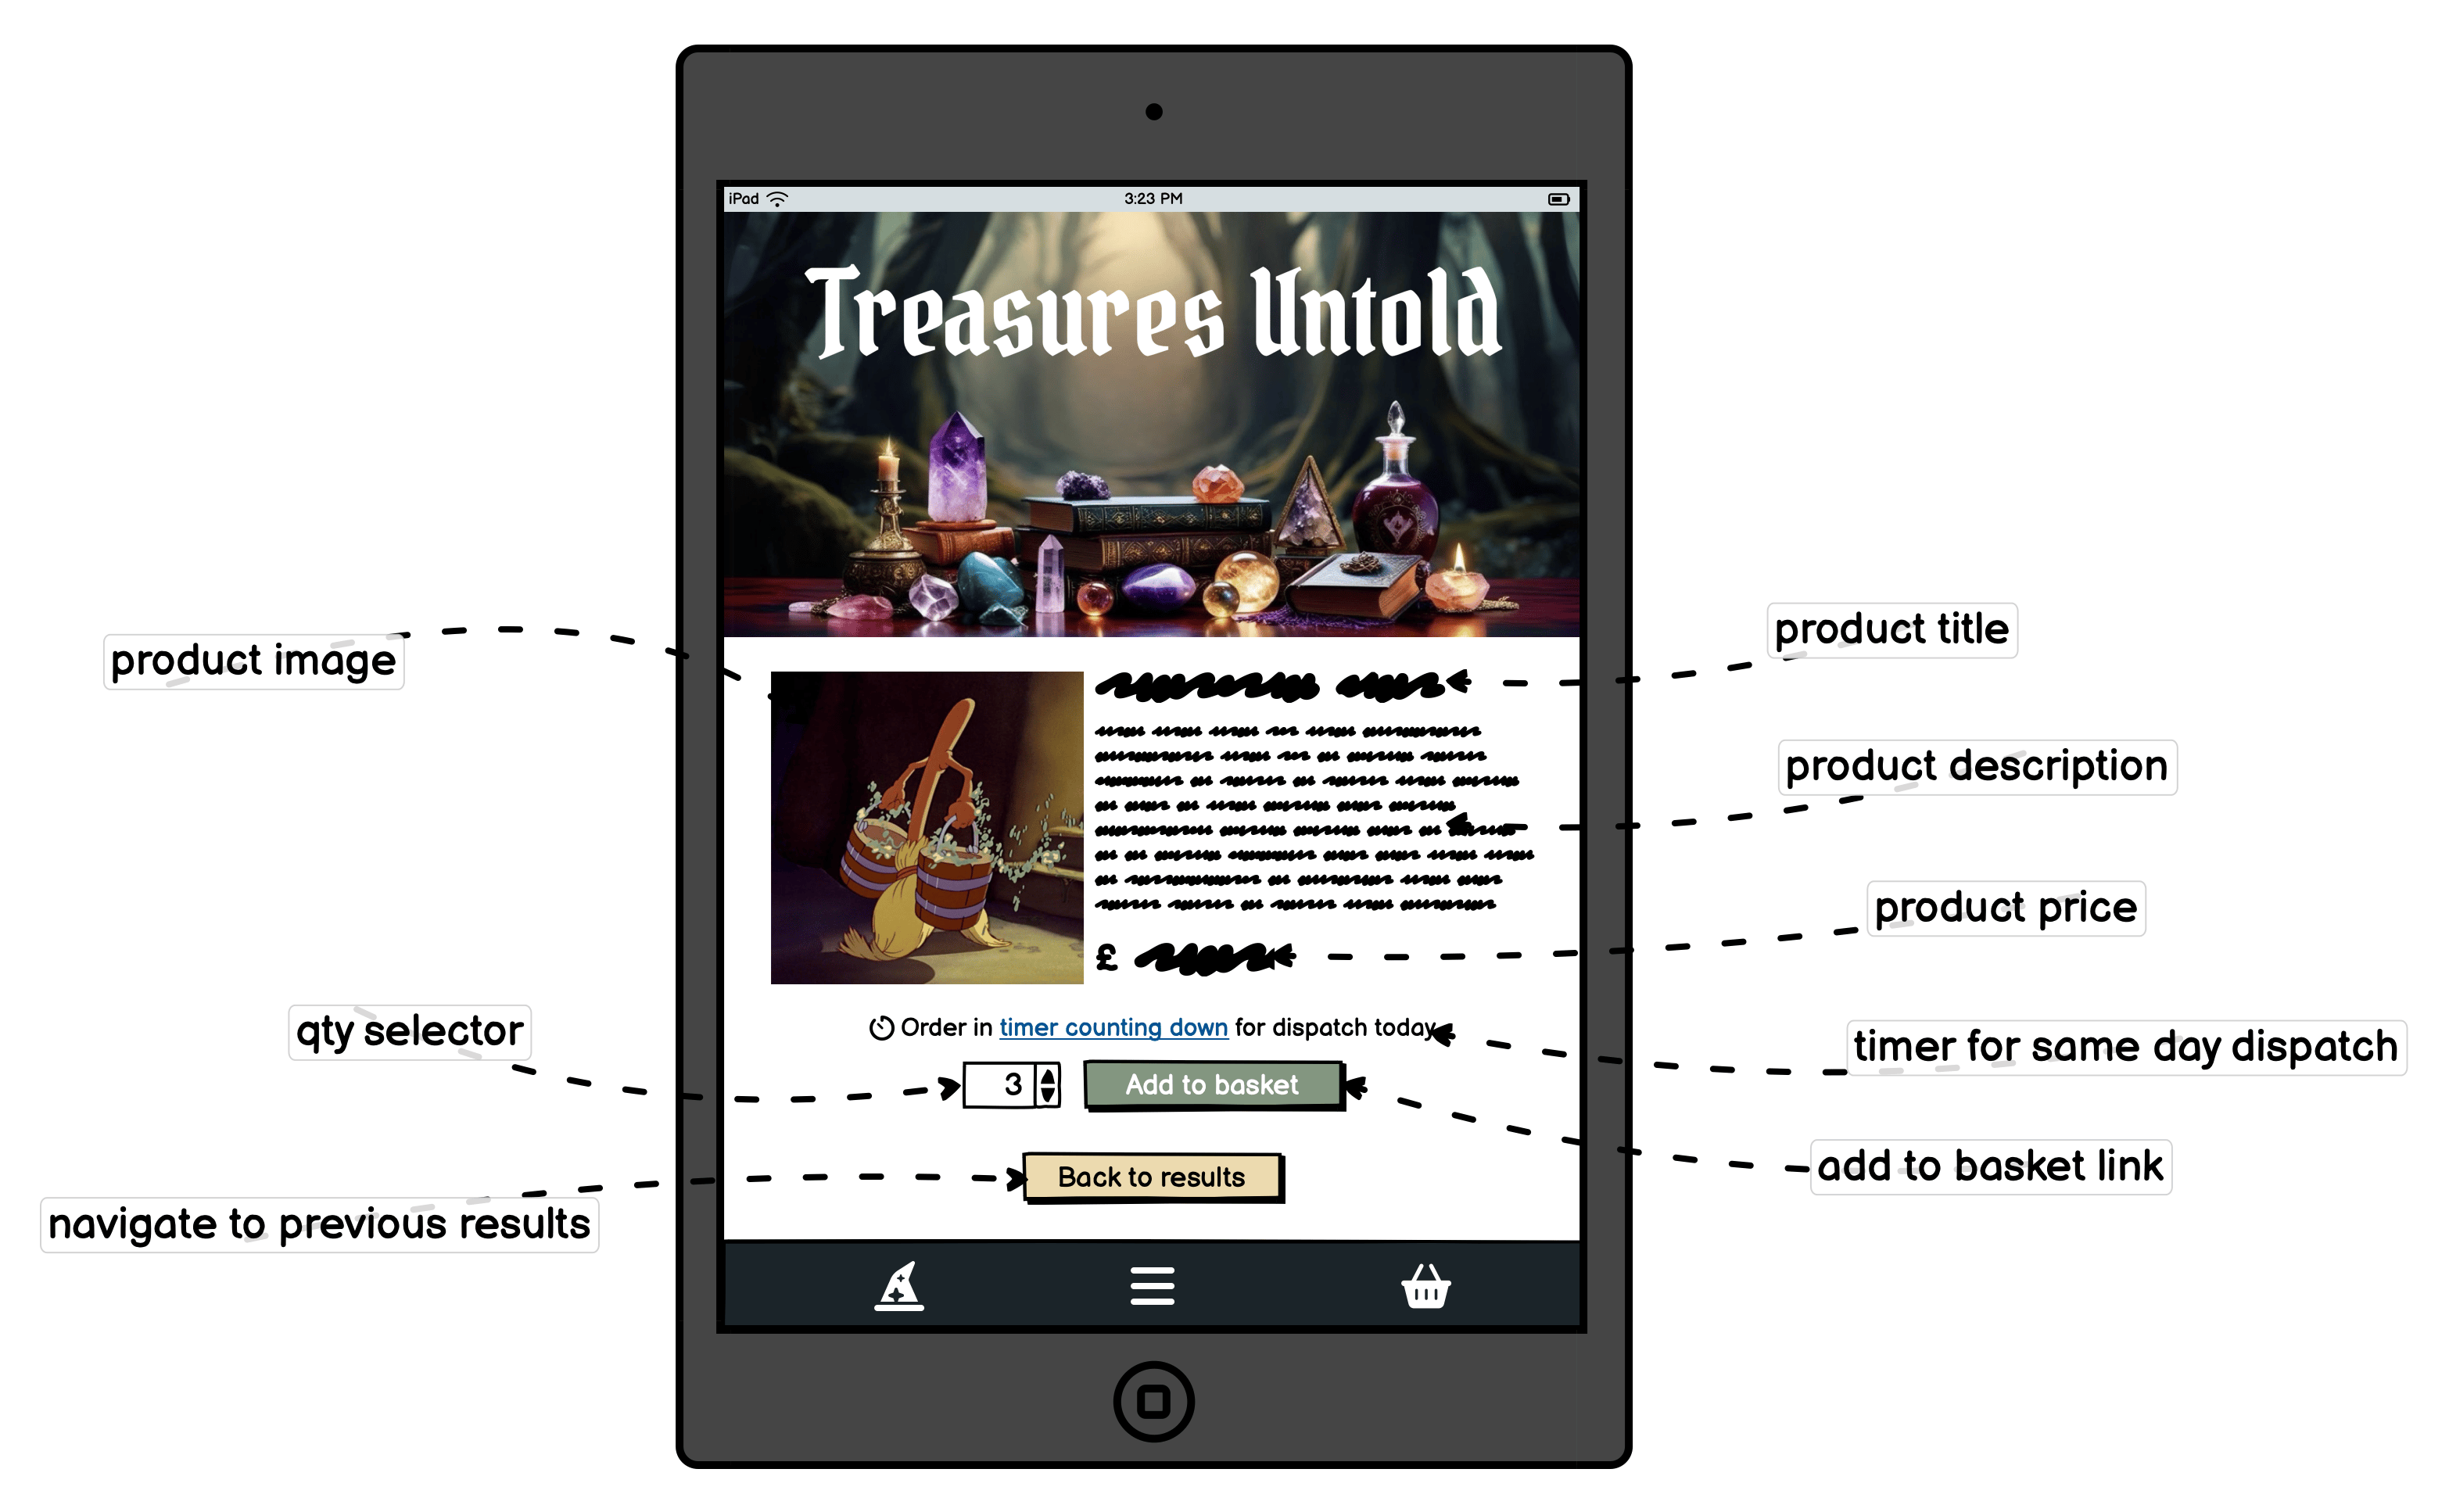 iPad
3:23 PM
Treasures Untold
product image
product title
product description
product price
£
qty selector
Order in timer counting down for dispatch today
timer for same day dispatch
3
Add to basket
add to basket link
Back to results
navigate to previous results